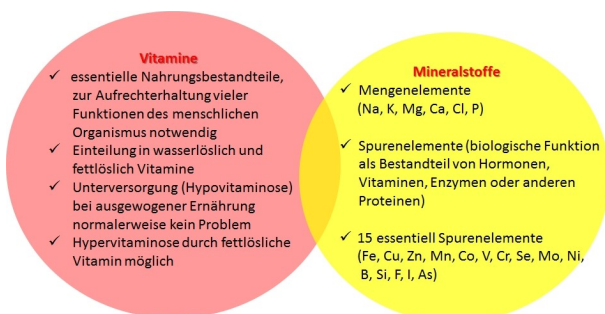 Vitamine
✓ essentielle Nahrungsbestandteile,
zur Aufrechterhaltung vieler
Funktionen des menschlichen
Organismus notwendig
✓ Einteilung in wasserlöslich und
fettlöslich Vitamine
✓ Unterversorgung (Hypovitaminose)
bei ausgewogener Ernährung
normalerweise kein Problem
✓ Hypervitaminose durch fettlösliche
Vitamin möglich
Mineralstoffe
✓ Mengenelemente
(Na, K, Mg, Ca, Cl, P)
✓ Spurenelemente (biologische Funktion
als Bestandteil von Hormonen,
Vitaminen, Enzymen oder anderen
Proteinen)
✓ 15 essentiell Spurenelemente
(Fe, Cu, Zn, Mn, Co, V, Cr, Se, Mo, Ni,
B, Si, F, I, As)